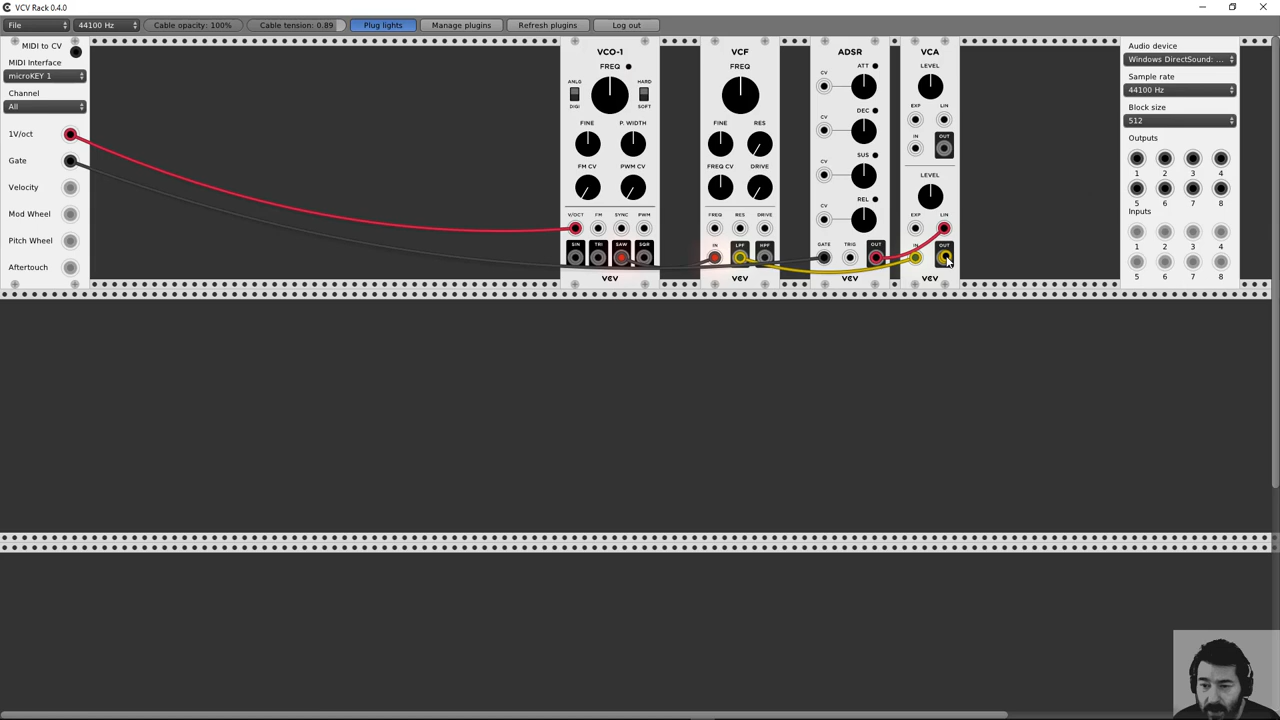 VCV Rack 0.4.0
File
44100 Hz
Cable opacity: 100%
Cable tension: 0.89
Plug lights
Manage plugins
Refresh plugins
Log out
MIDI to CV
MIDI Interface
microKEY 1
Channel
All
1V/oct
Gate
Velocity
Mod Wheel
Pitch Wheel
Aftertouch
VCO-1
FREQ
ANLG
DIGI
HARD
SOFT
FINE
P. WIDTH
FM CV
PWM CV
V/OCT
FM
SYNC
PWM
SIN
TRI
SAW
SQR
VCV
VCF
FREQ
FINE
RES
FREQ CV
DRIVE
FREQ
RES
DRIVE
IN
LPF
HPF
VCV
ADSR
ATT
CV
DEC
CV
SUS
CV
REL
CV
GATE
TRIG
OUT
VCV
VCA
LEVEL
EXP
LIN
IN
OUT
LEVEL
EXP
LIN
IN
OUT
VCV
Audio device
Windows DirectSound: ...
Sample rate
44100 Hz
Block size
512
Outputs
1 2 3 4
5 6 7 8
Inputs
1 2 3 4
5 6 7 8